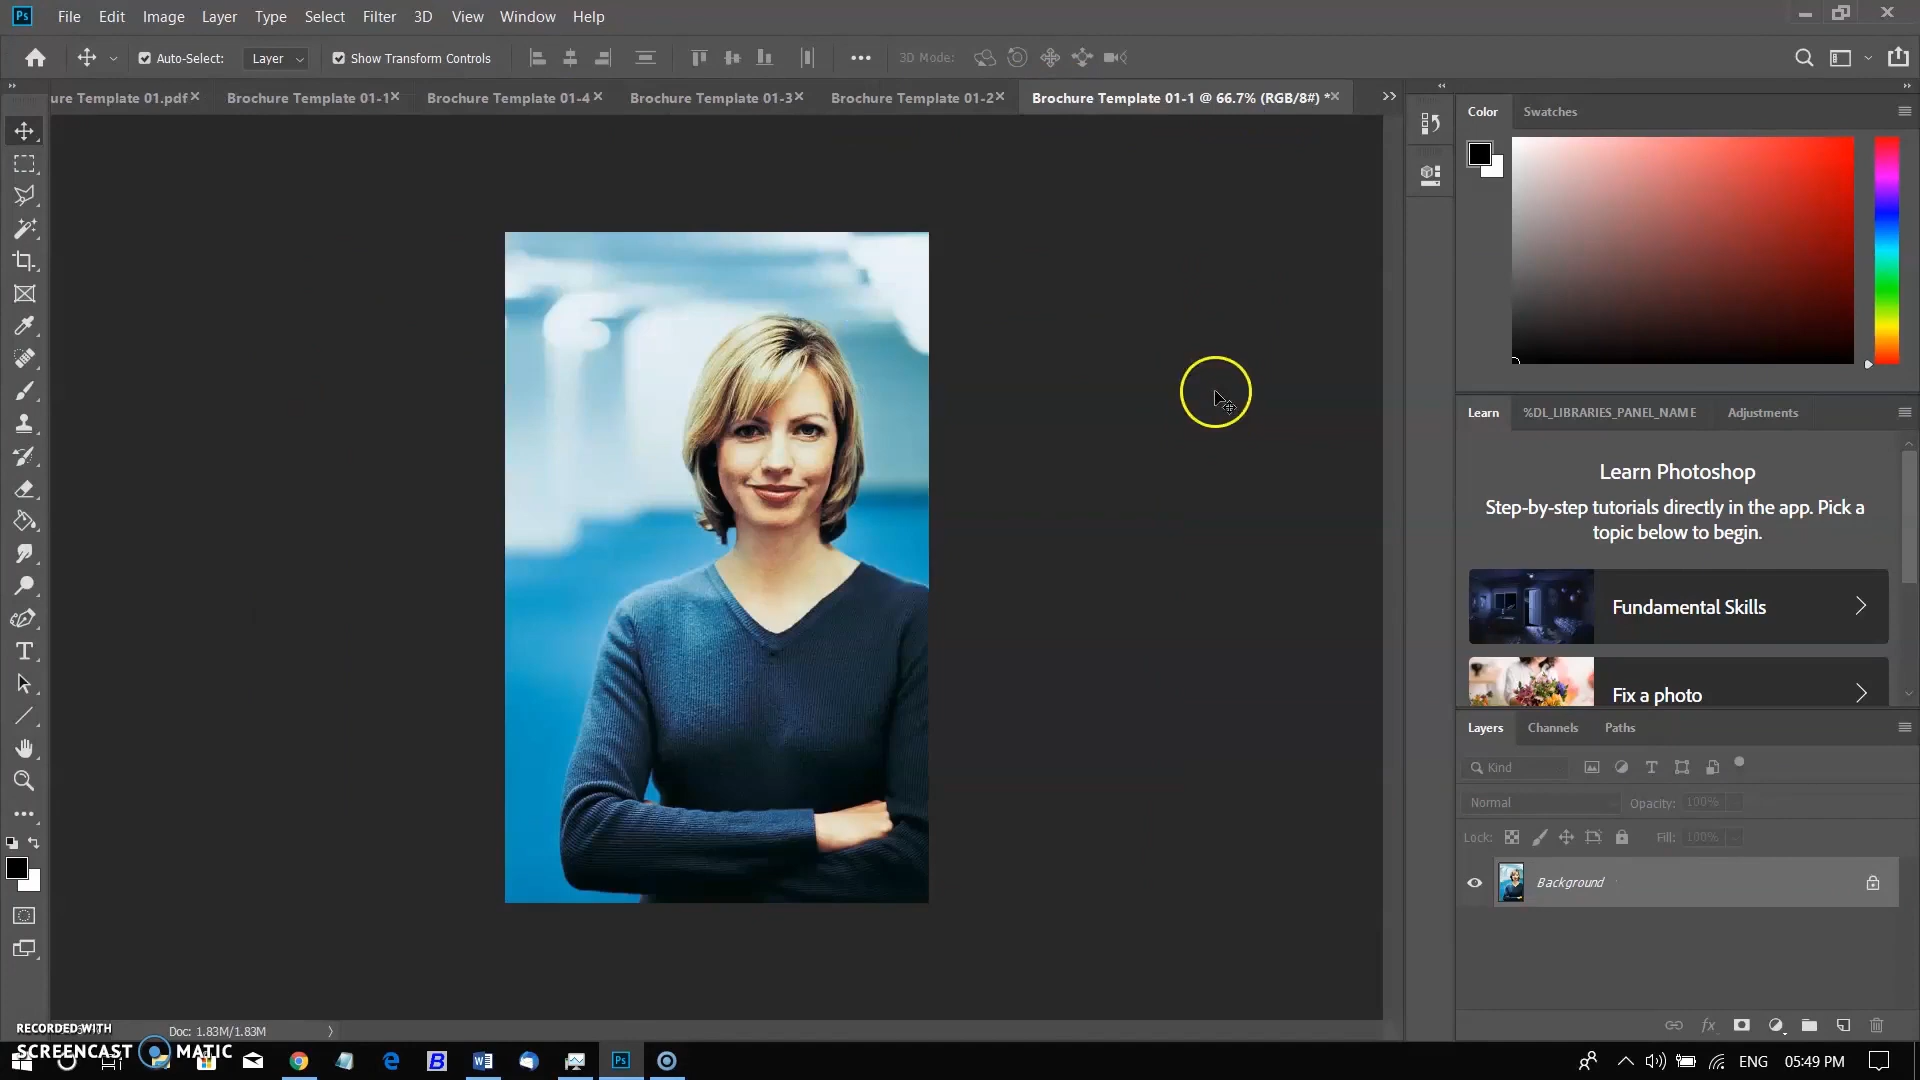 Ps File Edit Image Layer Type Select Filter 3D View Window Help
Auto-Select: Layer Show Transform Controls 3D Mode:
ure Template 01.pdf Brochure Template 01-1 Brochure Template 01-4 Brochure Template 01-3 Brochure Template 01-2 Brochure Template 01-1 @ 66.7% (RGB/8#) *
Color Swatches
Learn %DL_LIBRARIES_PANEL_NAME Adjustments
Learn Photoshop
Step-by-step tutorials directly in the app. Pick a
topic below to begin.
Fundamental Skills
Fix a photo
Layers Channels Paths
Kind
Normal Opacity: 100%
Lock: Fill: 100%
Background
Doc: 1.83M/1.83M
RECORDED WITH
SCREENCAST MATIC
ENG 05:49 PM